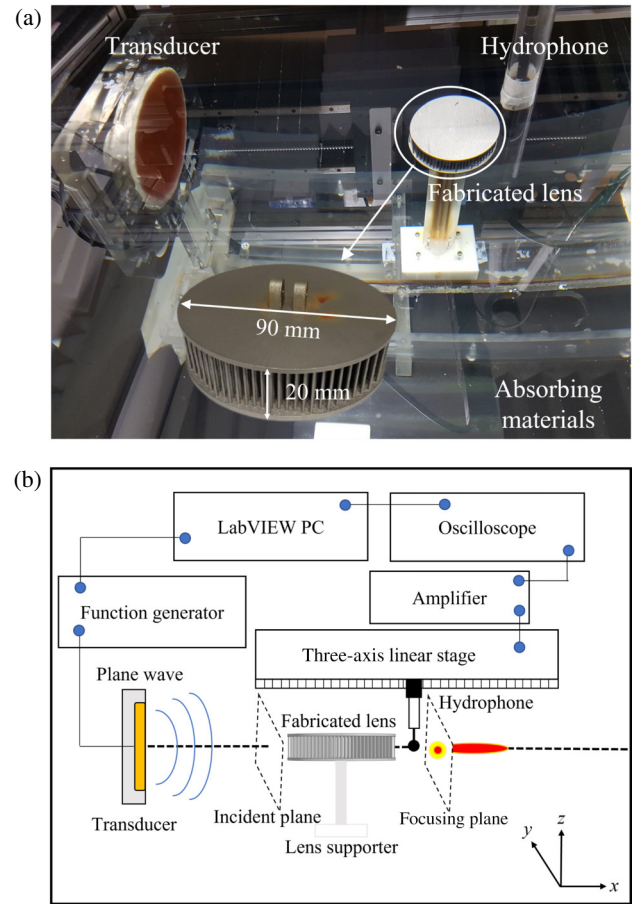 (a)
Transducer
Hydrophone
Fabricated lens
90 mm
20 mm
Absorbing
materials
(b)
LabVIEW PC
Oscilloscope
Function generator
Amplifier
Three-axis linear stage
Plane wave
Hydrophone
Fabricated lens
Incident plane
Focusing plane
Transducer
Lens supporter
y
z
x